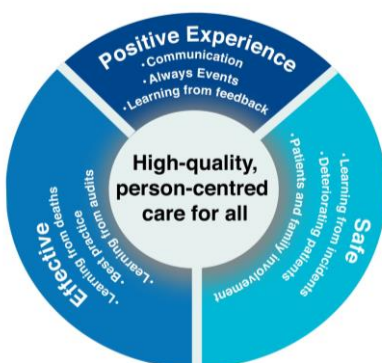 Positive Experience
· Communication
· Always Events
· Learning from feedback
High-quality,
person-centred
care for all
Safe
· Learning from incidents
· Deteriorating patients
· Patients and family involvement
Effective
· Learning from deaths
· Best practice
· Learning from audits